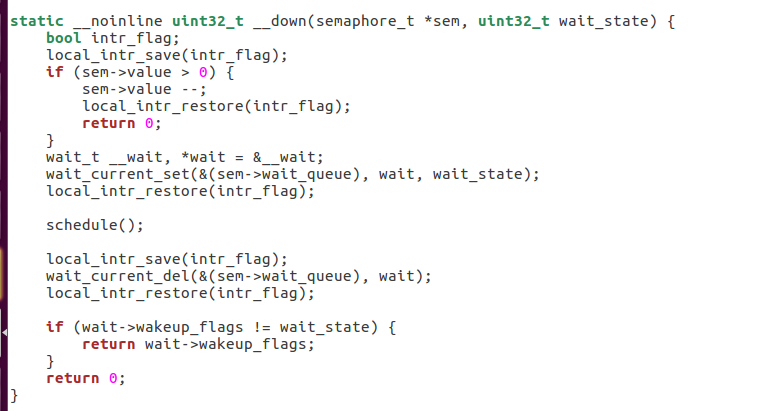 static __noinline uint32_t __down(semaphore_t *sem, uint32_t wait_state) {
    bool intr_flag;
    local_intr_save(intr_flag);
    if (sem->value > 0) {
        sem->value --;
        local_intr_restore(intr_flag);
        return 0;
    }
    wait_t __wait, *wait = &__wait;
    wait_current_set(&(sem->wait_queue), wait, wait_state);
    local_intr_restore(intr_flag);

    schedule();

    local_intr_save(intr_flag);
    wait_current_del(&(sem->wait_queue), wait);
    local_intr_restore(intr_flag);

    if (wait->wakeup_flags != wait_state) {
        return wait->wakeup_flags;
    }
    return 0;
}